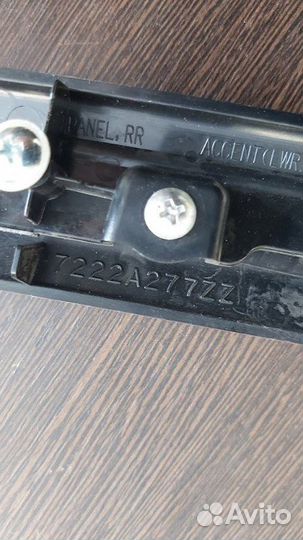 PANEL, RR ACCENT(LWR
7222A277ZZ
Avito